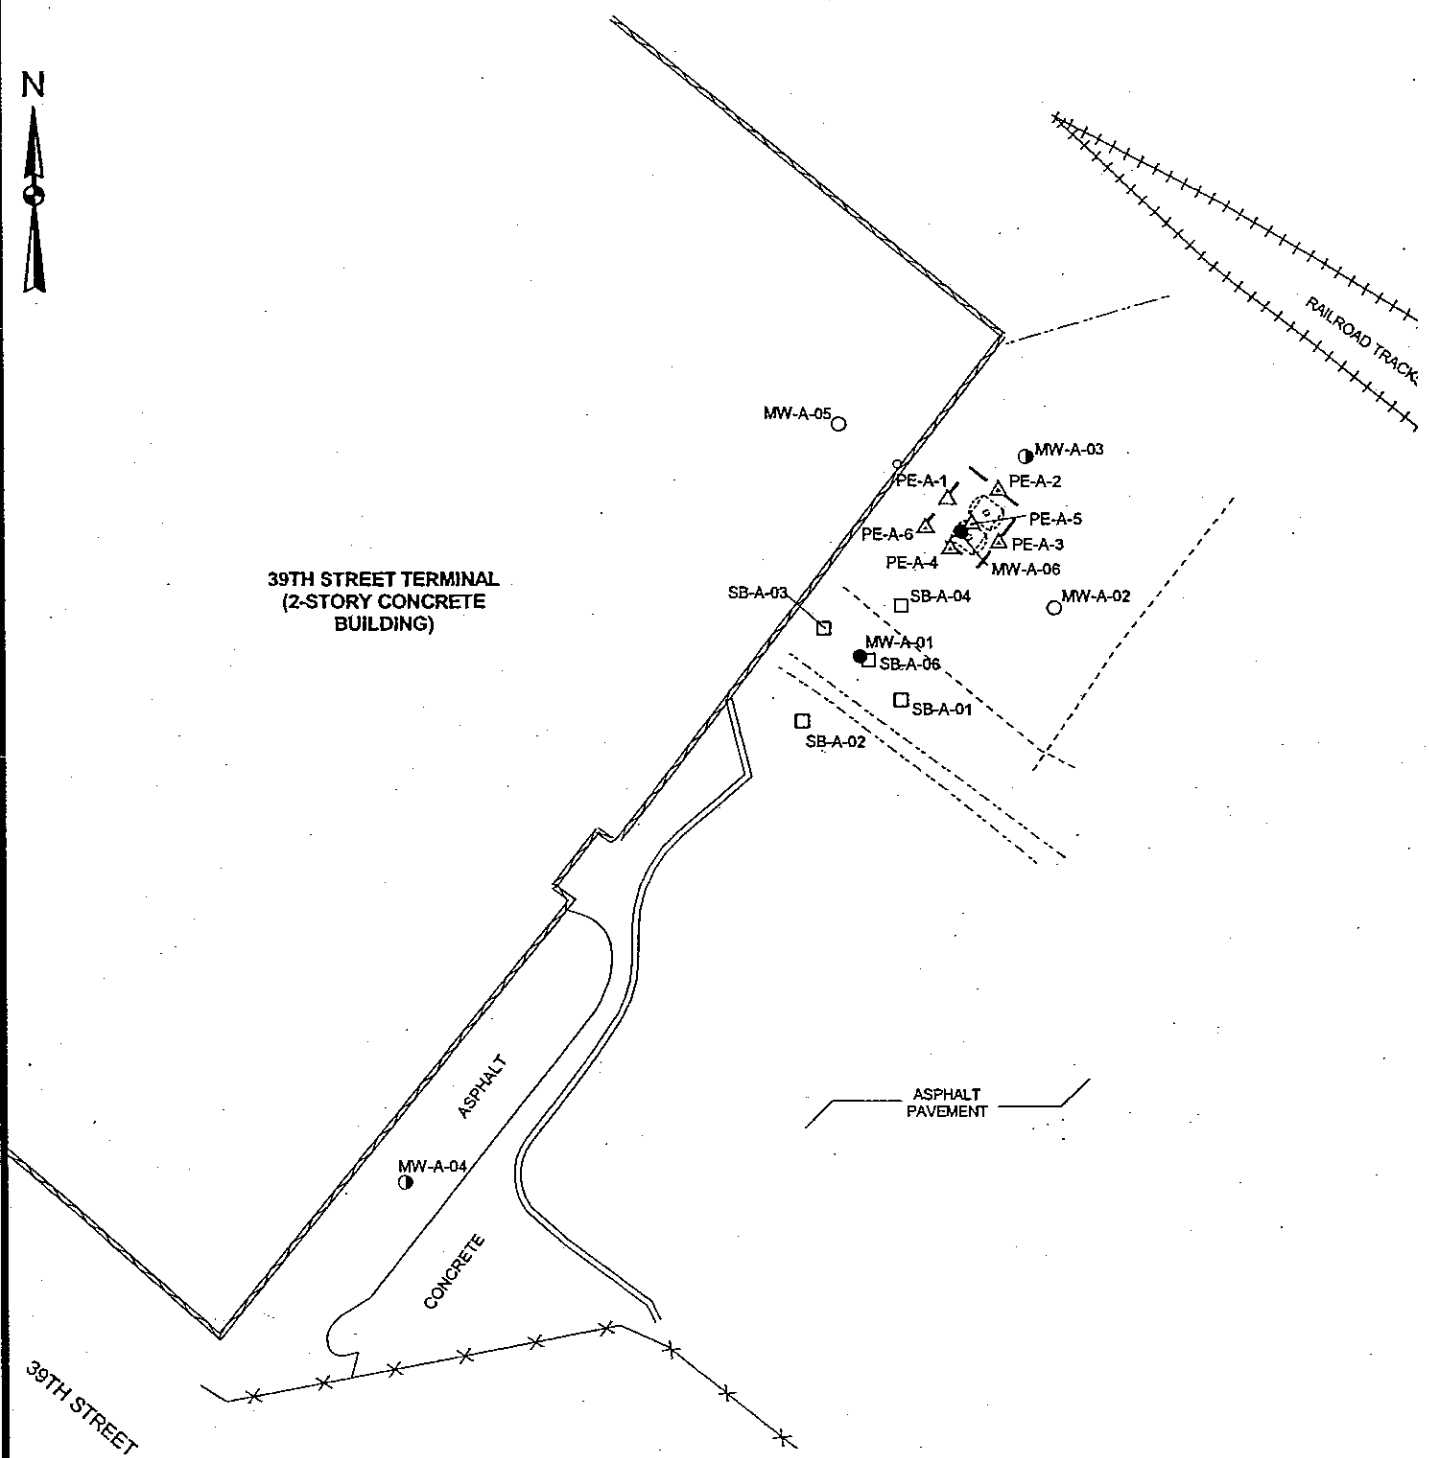 N
RAILROAD TRACKS
MW-A-05
MW-A-03
PE-A-1
PE-A-2
PE-A-5
PE-A-6
PE-A-3
PE-A-4
MW-A-06
39TH STREET TERMINAL
(2-STORY CONCRETE
BUILDING)
SB-A-03
SB-A-04
MW-A-02
MW-A-01
SB-A-06
SB-A-01
SB-A-02
ASPHALT
ASPHALT
PAVEMENT
MW-A-04
CONCRETE
39TH STREET